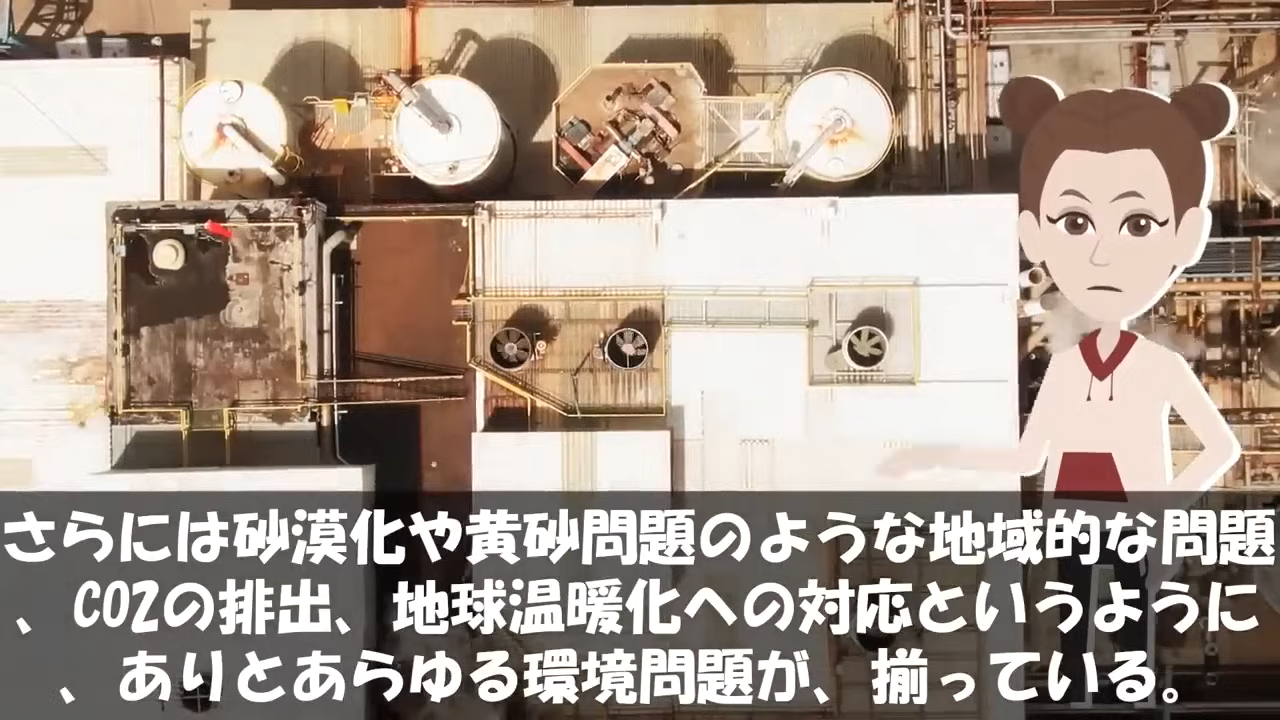 さらには砂漠化や黄砂問題のような地域的な問題
、CO2の排出、地球温暖化への対応というように
、ありとあらゆる環境問題が、揃っている。